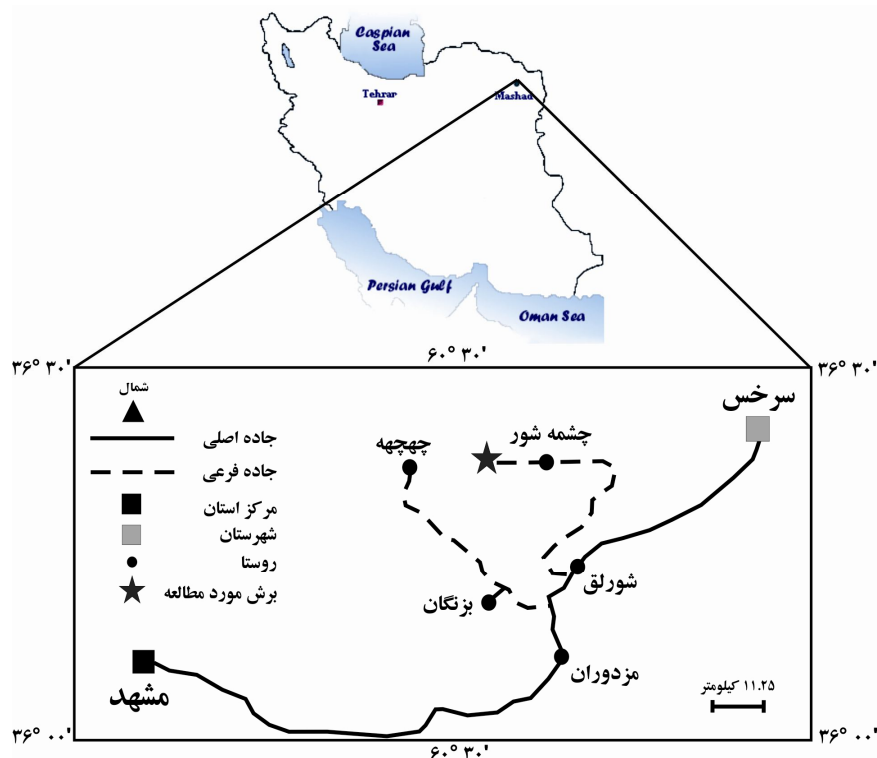 Caspian
Sea
Tehrar
Mashad
Persian Gulf
Oman Sea
۶۰° ۳۰'
۳۶° ۳۰'
۳۶° ۳۰'
شمال
جاده اصلی
جاده فرعی
مرکز استان
شهرستان
روستا
برش مورد مطالعه
سرخس
چشمه شور
چهچهه
شورلق
بزنگان
مزدوران
مشهد
۱۱.۲۵ کیلومتر
۳۶° ۰۰'
۳۶° ۰۰'
۶۰° ۳۰'